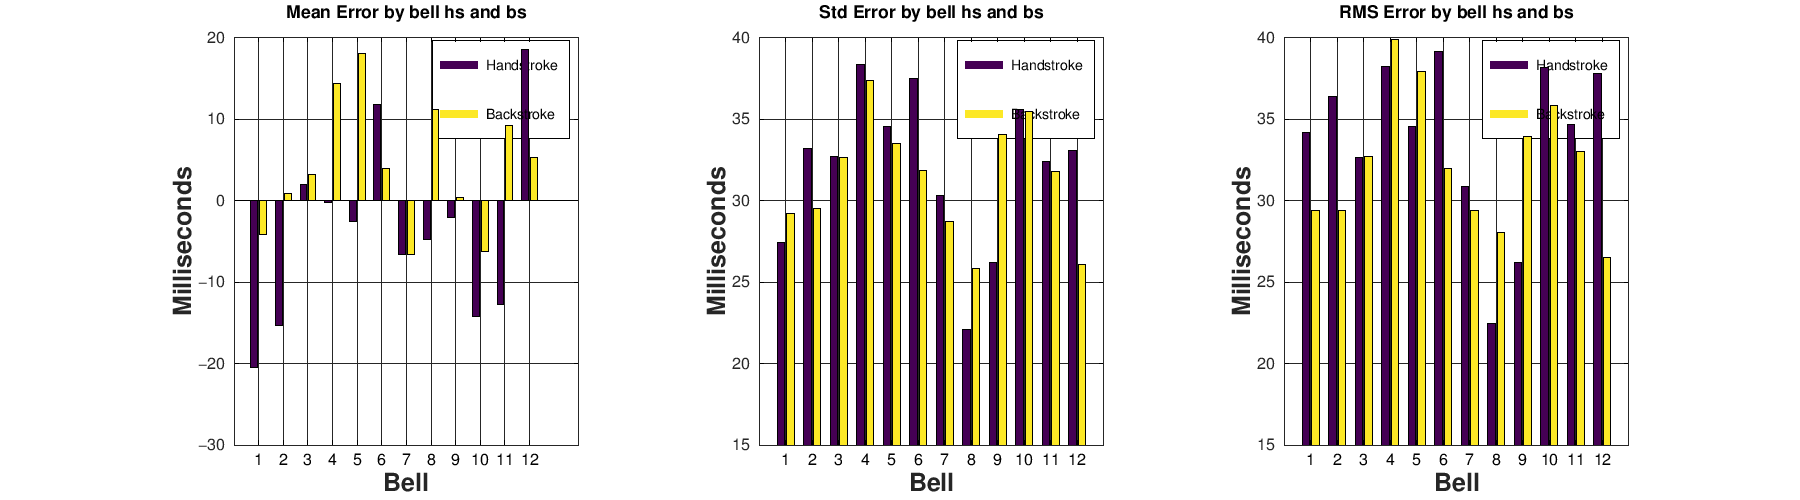 Mean Error by bell hs and bs
20
10
0
−10
−20
−30
Milliseconds
Handstroke
Backstroke
1 2 3 4 5 6 7 8 9 10 11 12
Bell
Std Error by bell hs and bs
40
35
30
25
20
15
Milliseconds
Handstroke
Backstroke
1 2 3 4 5 6 7 8 9 10 11 12
Bell
RMS Error by bell hs and bs
40
35
30
25
20
15
Milliseconds
Handstroke
Backstroke
1 2 3 4 5 6 7 8 9 10 11 12
Bell